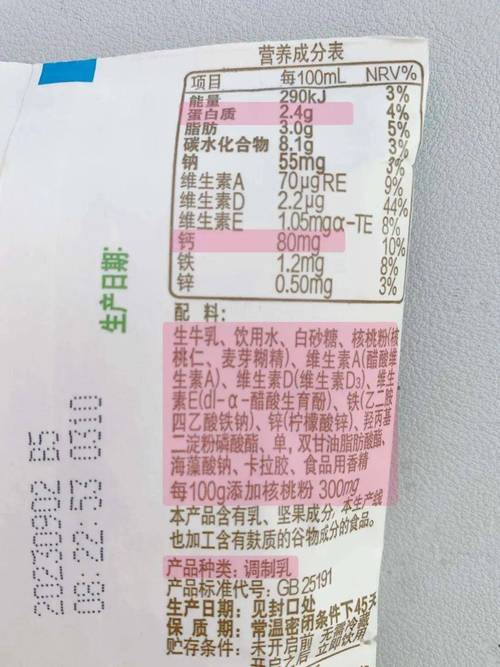 营养成分表
项目 每100mL NRV%
能量 290kJ 3%
蛋白质 2.4g 4%
脂肪 3.0g 5%
碳水化合物 8.1g 3%
钠 55mg 3%
维生素A 70μgRE 9%
维生素D 2.2μg 44%
维生素E 1.05mgα-TE 8%
钙 80mg 10%
铁 1.2mg 8%
锌 0.50mg 3%
配 料:
生牛乳、饮用水、白砂糖、核桃粉(核
桃仁、麦芽糊精)、维生素A(醋酸维
生素A)、维生素D(维生素D₃)、维生
素E(dl-α-醋酸生育酚)、铁(乙二胺
四乙酸铁钠)、锌(柠檬酸锌)、羟丙基
二淀粉磷酸酯、单,双甘油脂肪酸酯、
海藻酸钠、卡拉胶、食品用香精
每100g添加核桃粉 300mg
本产品含有乳、坚果成分,本生产线
也加工含有麸质的谷物成分的食品。
产品种类:调制乳
产品标准代号:GB 25191
生产日期:见封口处
保 质 期:常温密闭条件下45天
贮存条件:未开启前 无需冷藏
开启之后 立即饮用
生产日期:
20230902 B5
08:22:53 0310